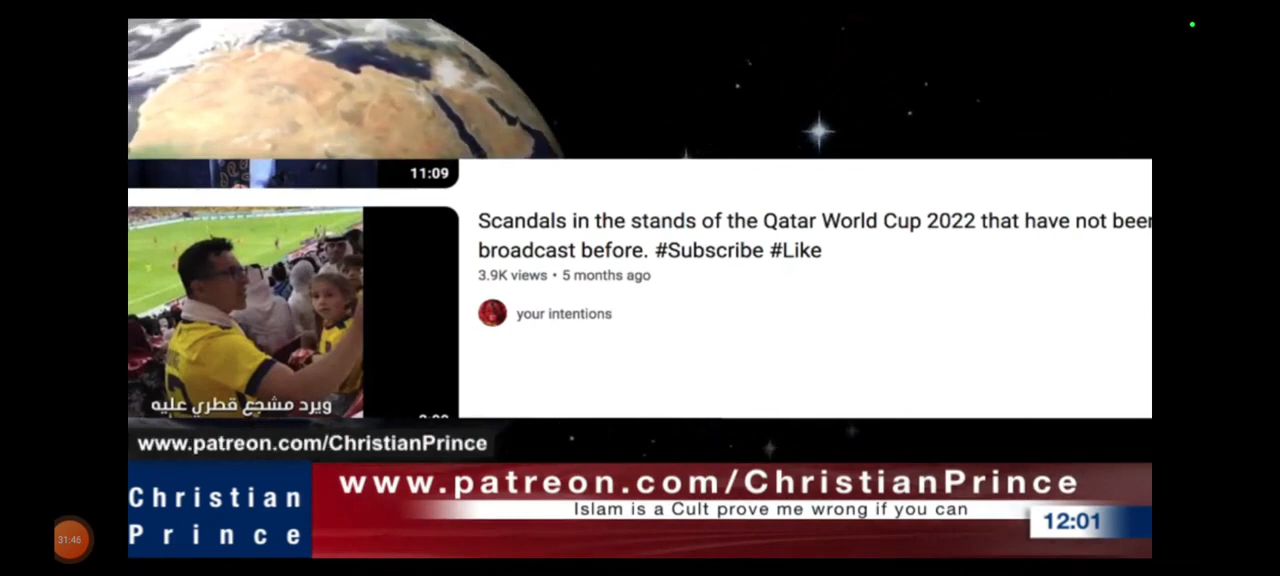 11:09
Scandals in the stands of the Qatar World Cup 2022 that have not been
broadcast before. #Subscribe #Like
3.9K views • 5 months ago
your intentions
ويرد مشجع قطري عليه
www.patreon.com/ChristianPrince
www.patreon.com/ChristianPrince
Islam is a Cult prove me wrong if you can
Christian
Prince
12:01
31:46